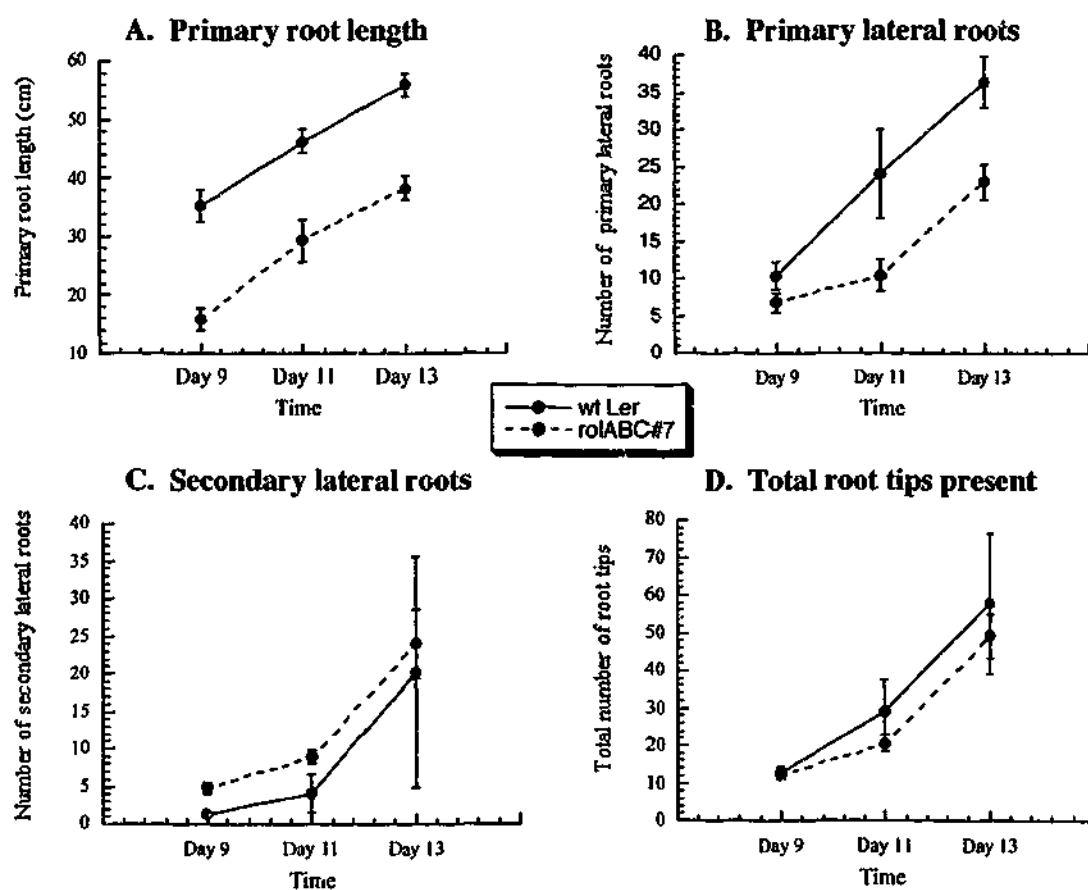 A. Primary root length
Primary root length (cm)
60
50
40
30
20
10
Day 9 Day 11 Day 13
Time
B. Primary lateral roots
Number of primary lateral roots
40
35
30
25
20
15
10
5
0
Day 9 Day 11 Day 13
Time
wt Ler
rolABC#7
C. Secondary lateral roots
Number of secondary lateral roots
40
35
30
25
20
15
10
5
0
Day 9 Day 11 Day 13
Time
D. Total root tips present
Total number of root tips
80
70
60
50
40
30
20
10
0
Day 9 Day 11 Day 13
Time